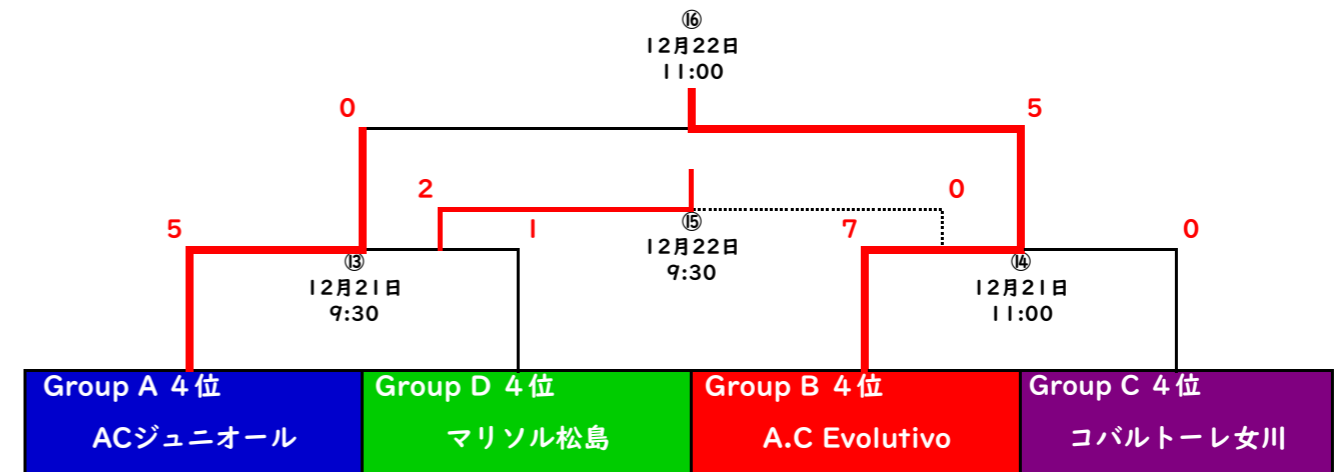 ⑯
12月22日
11:00
0
5
2
0
5
1
7
0
⑮
12月22日
9:30
⑬
12月21日
9:30
⑭
12月21日
11:00
Group A 4位
Group D 4位
Group B 4位
Group C 4位
ACジュニオール
マリソル松島
A.C Evolutivo
コバルトーレ女川